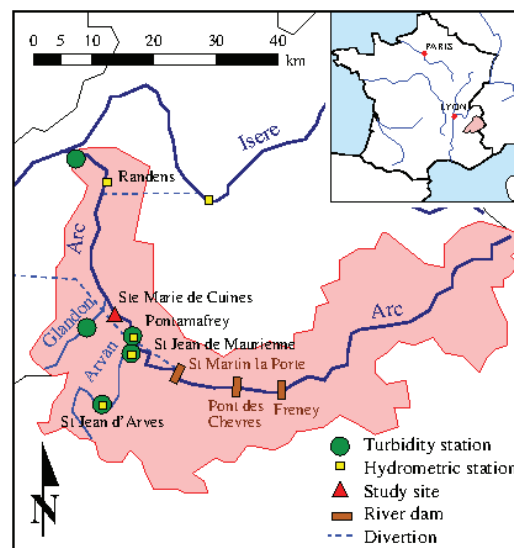 0 10 20 30 40
km
PARIS
LYON
Isere
Randens
Arc
Ste Marie de Cuines
Glandon
Pontamafrey
Arc
St Jean de Maurienne
Arvan
St Martin la Porte
St Jean d'Arves
Pont des
Chevres
Freney
N
Turbidity station
Hydrometric station
Study site
River dam
Divertion